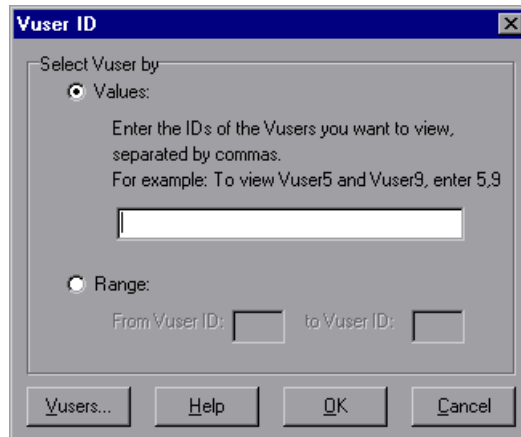 Vuser ID
Select Vuser by
Values:
Enter the IDs of the Vusers you want to view,
separated by commas.
For example: To view Vuser5 and Vuser9, enter 5,9
Range:
From Vuser ID: to Vuser ID:
Vusers... Help OK Cancel